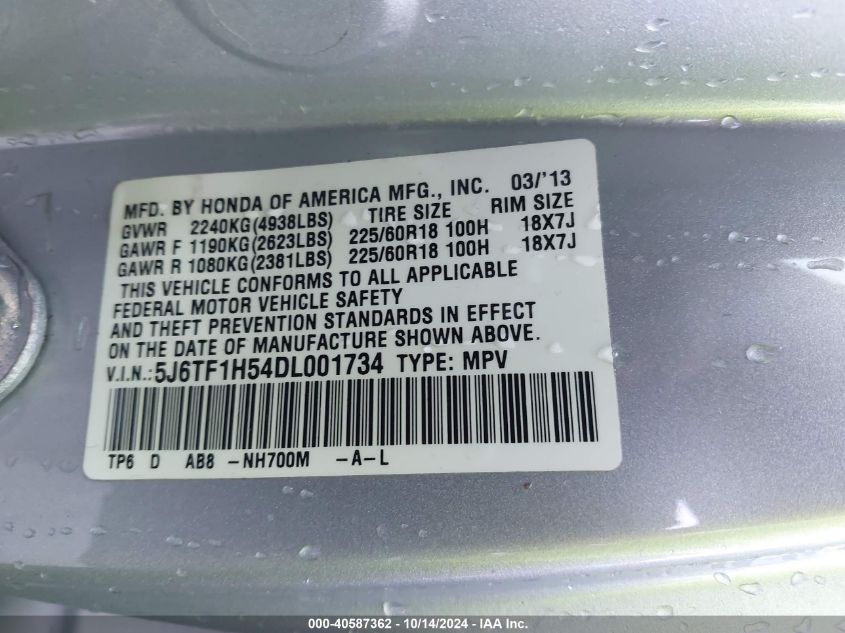 MFD. BY HONDA OF AMERICA MFG., INC. 03/'13
GVWR 2240KG(4938LBS) TIRE SIZE RIM SIZE
GAWR F 1190KG(2623LBS) 225/60R18 100H 18X7J
GAWR R 1080KG(2381LBS) 225/60R18 100H 18X7J
THIS VEHICLE CONFORMS TO ALL APPLICABLE
FEDERAL MOTOR VEHICLE SAFETY
AND THEFT PREVENTION STANDARDS IN EFFECT
ON THE DATE OF MANUFACTURE SHOWN ABOVE.
V.I.N.:5J6TF1H54DL001734 TYPE: MPV
TP6 D AB8 -NH700M -A-L
000-40587362 - 10/14/2024 - IAA Inc.